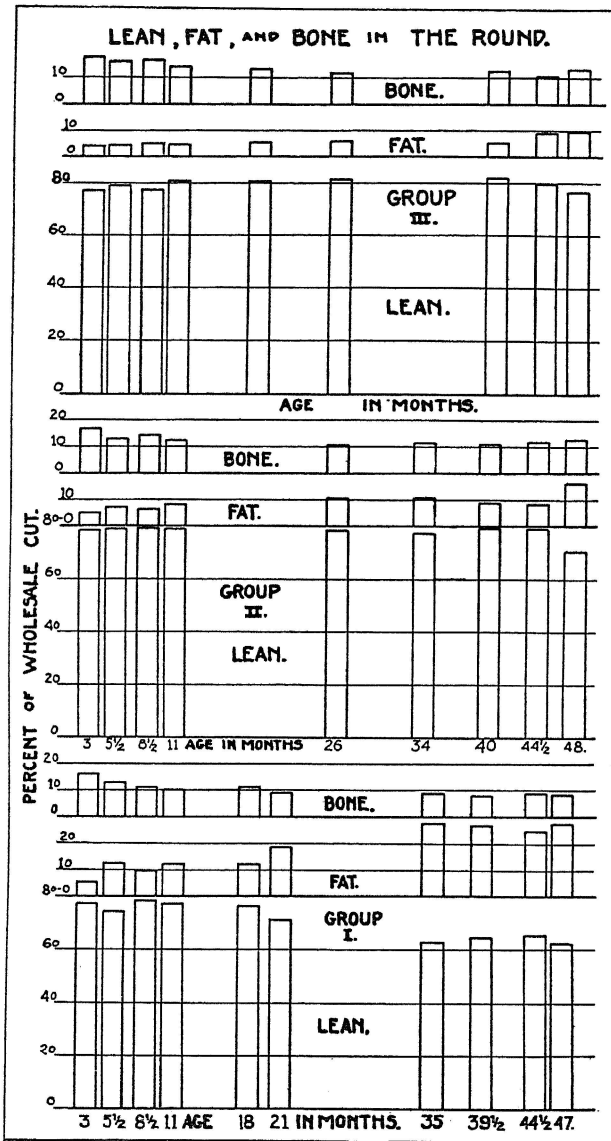 LEAN, FAT, AND BONE IN THE ROUND.
10
0
BONE.
10
0
FAT.
80
60
40
20
0
GROUP
III.
LEAN.
AGE IN MONTHS.
20
10
0
BONE.
10
80-0
FAT.
60
40
20
0
GROUP
II.
LEAN.
3 5½ 8½ 11 AGE IN MONTHS 26 34 40 44½ 48.
PERCENT OF WHOLESALE CUT.
20
10
0
BONE.
20
10
80-0
FAT.
60
40
20
0
GROUP
I.
LEAN,
3 5½ 8½ 11 AGE 18 21 IN MONTHS. 35 39½ 44½ 47.